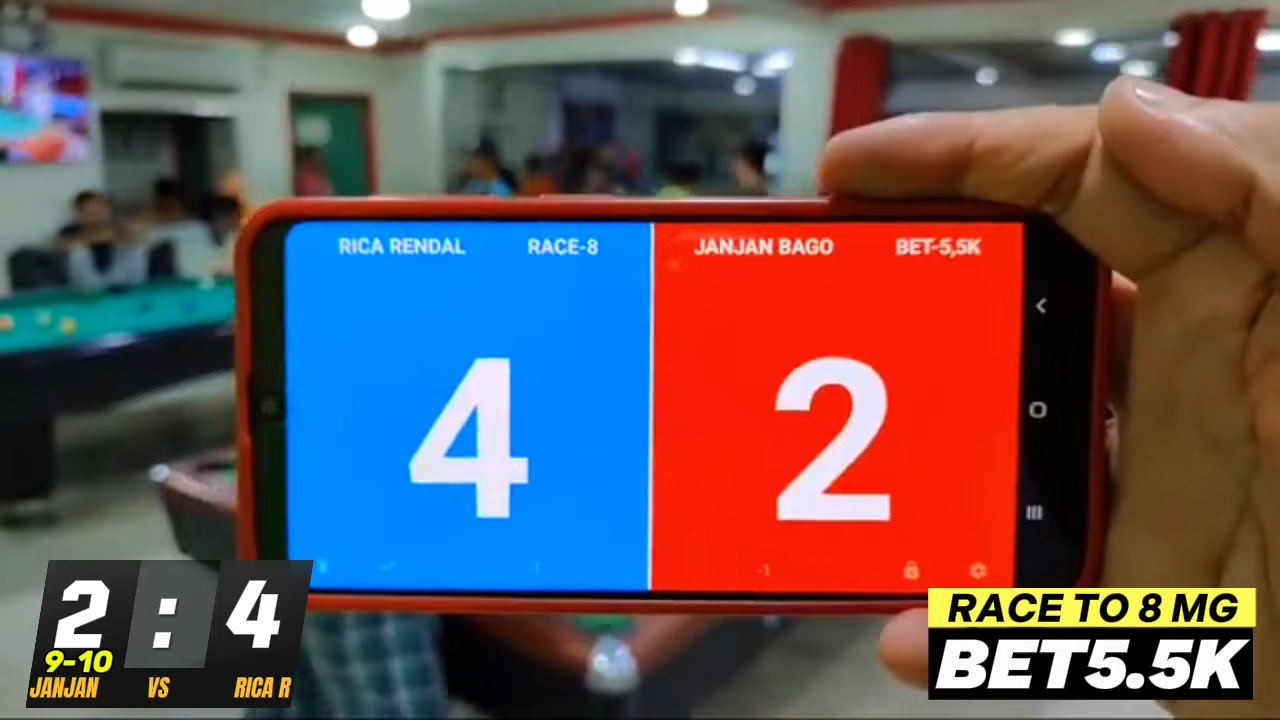 RICA RENDAL RACE-8 JANJAN BAGO BET-5,5K
4 2
-1
2 : 4
9-10
JANJAN VS RICA R
RACE TO 8 MG
BET5.5K